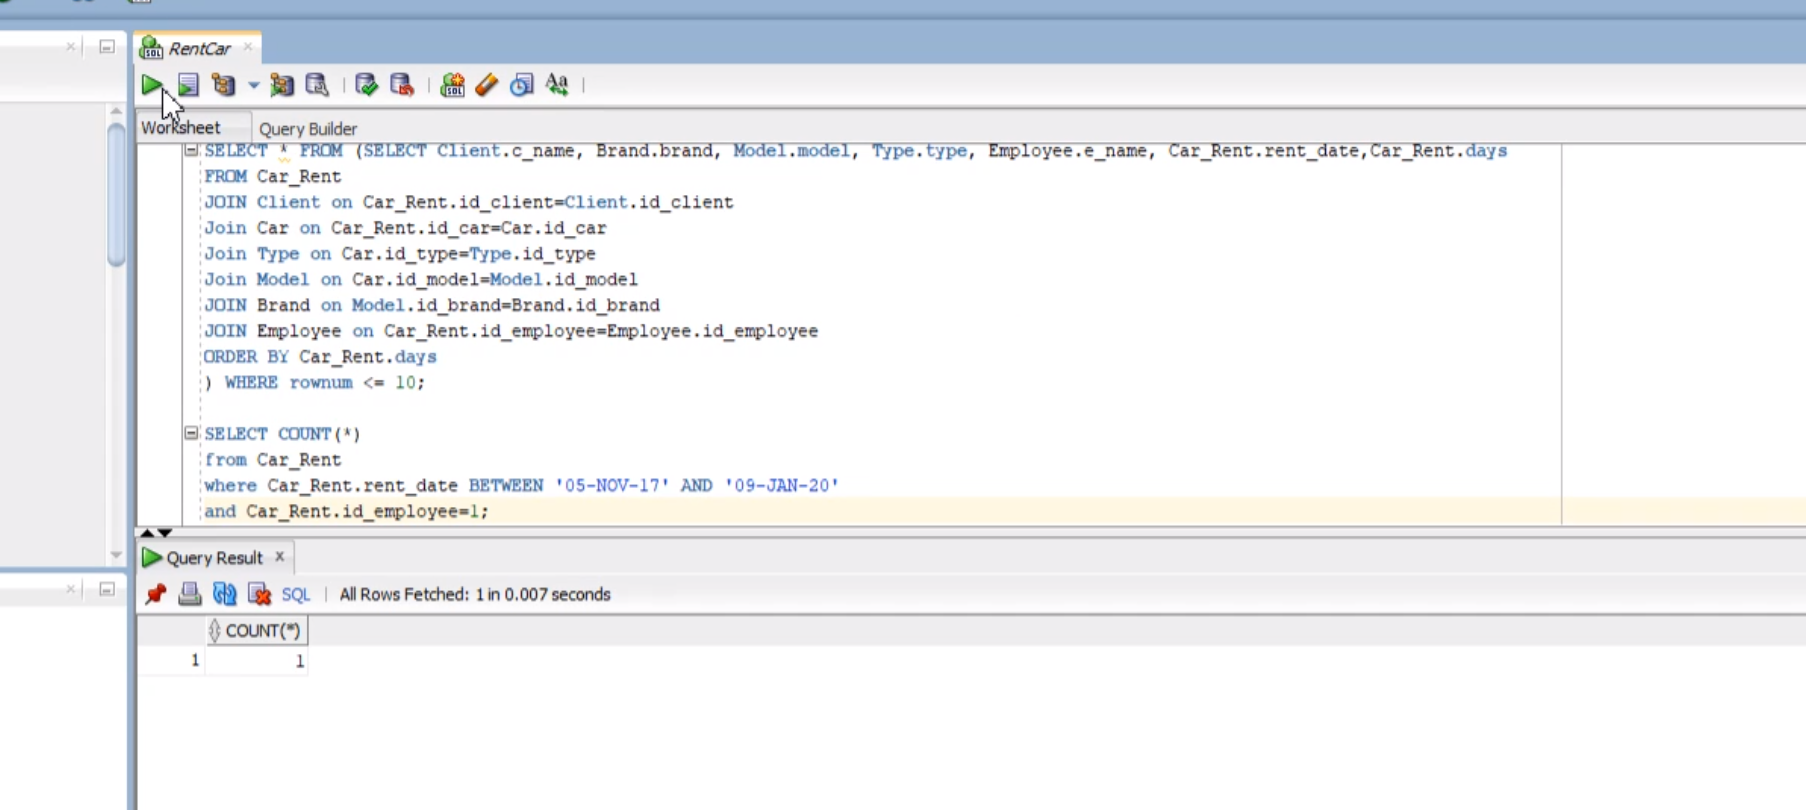 RentCar
Worksheet
Query Builder
SELECT * FROM (SELECT Client.c_name, Brand.brand, Model.model, Type.type, Employee.e_name, Car_Rent.rent_date,Car_Rent.days
FROM Car_Rent
JOIN Client on Car_Rent.id_client=Client.id_client
Join Car on Car_Rent.id_car=Car.id_car
Join Type on Car.id_type=Type.id_type
Join Model on Car.id_model=Model.id_model
JOIN Brand on Model.id_brand=Brand.id_brand
JOIN Employee on Car_Rent.id_employee=Employee.id_employee
ORDER BY Car_Rent.days
) WHERE rownum <= 10;
SELECT COUNT(*)
from Car_Rent
where Car_Rent.rent_date BETWEEN '05-NOV-17' AND '09-JAN-20'
and Car_Rent.id_employee=1;
Query Result
SQL
All Rows Fetched: 1 in 0.007 seconds
COUNT(*)
1 1